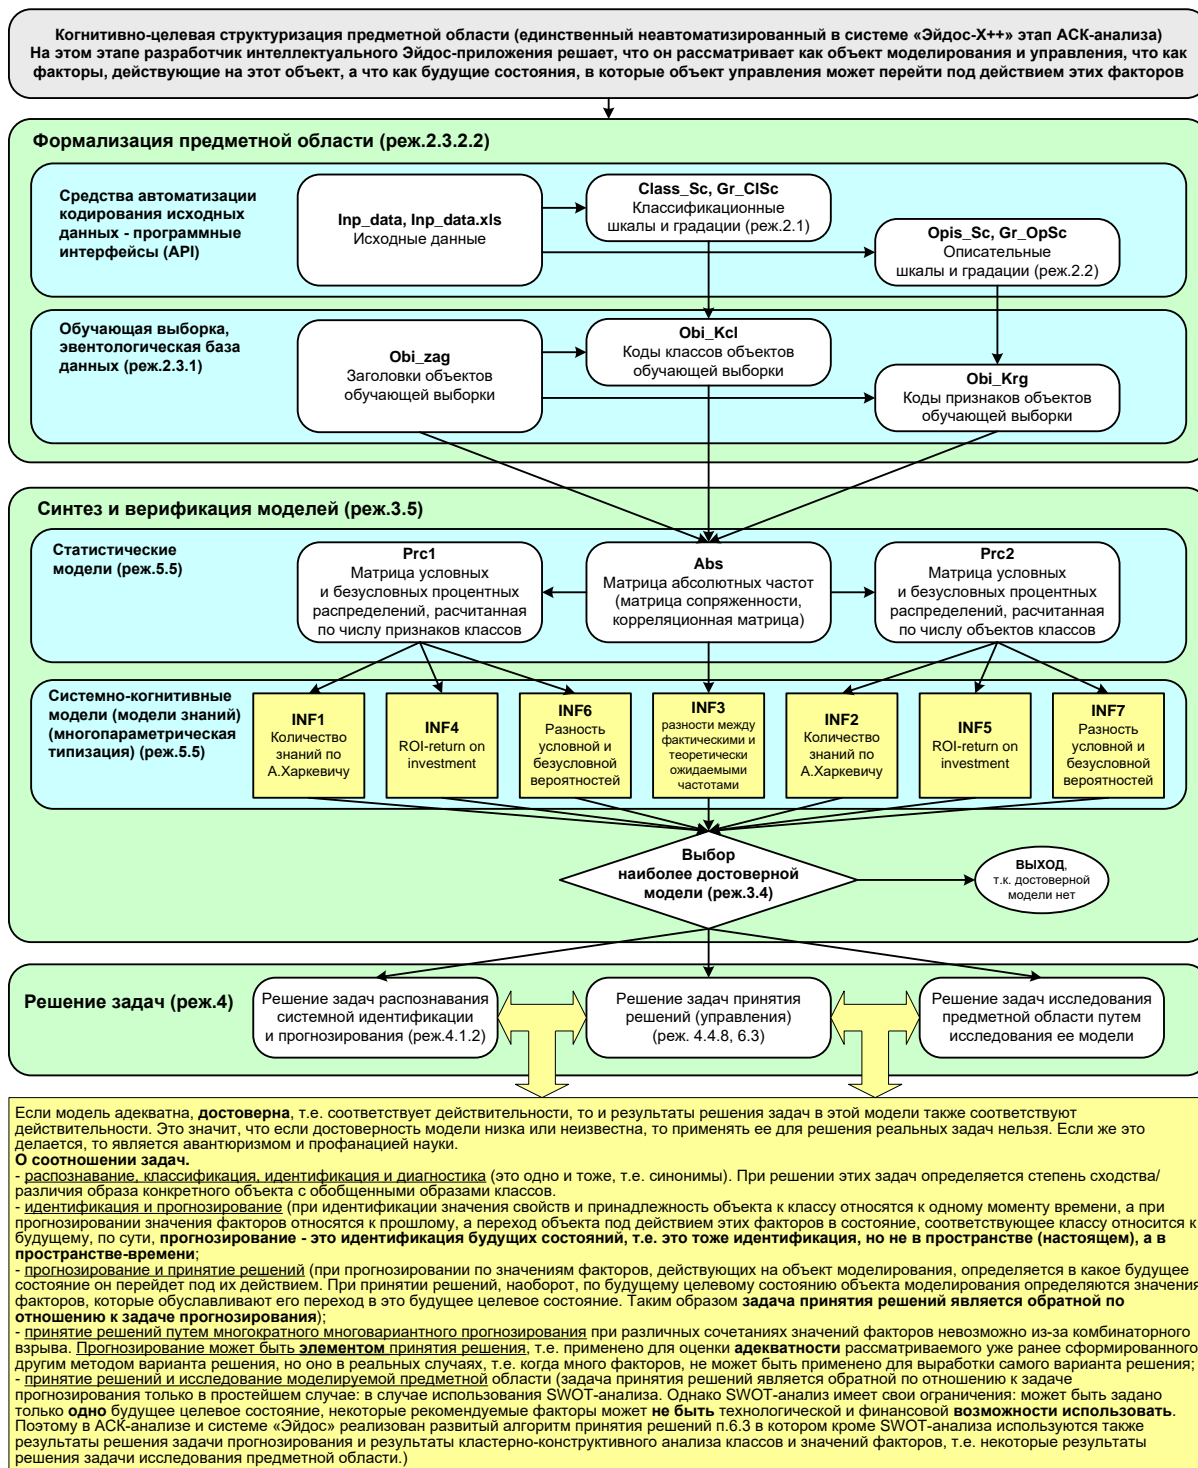 Когнитивно-целевая структуризация предметной области (единственный неавтоматизированный в системе «Эйдос-Х++» этап АСК-анализа)
На этом этапе разработчик интеллектуального Эйдос-приложения решает, что он рассматривает как объект моделирования и управления, что как
факторы, действующие на этот объект, а что как будущие состояния, в которые объект управления может перейти под действием этих факторов
Формализация предметной области (реж.2.3.2.2)
Средства автоматизации
кодирования исходных
данных - программные
интерфейсы (API)
Inp_data, Inp_data.xls
Исходные данные
Class_Sc, Gr_ClSc
Классификационные
шкалы и градации (реж.2.1)
Opis_Sc, Gr_OpSc
Описательные
шкалы и градации (реж.2.2)
Обучающая выборка,
эвентологическая база
данных (реж.2.3.1)
Obi_zag
Заголовки объектов
обучающей выборки
Obi_Kcl
Коды классов объектов
обучающей выборки
Obi_Krg
Коды признаков объектов
обучающей выборки
Синтез и верификация моделей (реж.3.5)
Статистические
модели (реж.5.5)
Prc1
Матрица условных
и безусловных процентных
распределений, расчитанная
по числу признаков классов
Abs
Матрица абсолютных частот
(матрица сопряженности,
корреляционная матрица)
Prc2
Матрица условных
и безусловных процентных
распределений, расчитанная
по числу объектов классов
Системно-когнитивные
модели (модели знаний)
(многопараметрическая
типизация) (реж.5.5)
INF1
Количество
знаний по
А.Харкевичу
INF4
ROI-return on
investment
INF6
Разность
условной и
безусловной
вероятностей
INF3
разности между
фактическими и
теоретически
ожидаемыми
частотами
INF2
Количество
знаний по
А.Харкевичу
INF5
ROI-return on
investment
INF7
Разность
условной и
безусловной
вероятностей
Выбор
наиболее достоверной
модели (реж.3.4)
ВЫХОД,
т.к. достоверной
модели нет
Решение задач (реж.4)
Решение задач распознавания
системной идентификации
и прогнозирования (реж.4.1.2)
Решение задач принятия
решений (управления)
(реж. 4.4.8, 6.3)
Решение задач исследования
предметной области путем
исследования ее модели
Если модель адекватна, достоверна, т.е. соответствует действительности, то и результаты решения задач в этой модели также соответствуют
действительности. Это значит, что если достоверность модели низка или неизвестна, то применять ее для решения реальных задач нельзя. Если же это
делается, то является авантюризмом и профанацией науки.
О соотношении задач.
- распознавание, классификация, идентификация и диагностика (это одно и тоже, т.е. синонимы). При решении этих задач определяется степень сходства/
различия образа конкретного объекта с обобщенными образами классов.
- идентификация и прогнозирование (при идентификации значения свойств и принадлежность объекта к классу относятся к одному моменту времени, а при
прогнозировании значения факторов относятся к прошлому, а переход объекта под действием этих факторов в состояние, соответствующее классу относится к
будущему, по сути, прогнозирование - это идентификация будущих состояний, т.е. это тоже идентификация, но не в пространстве (настоящем), а в
пространстве-времени;
- прогнозирование и принятие решений (при прогнозировании по значениям факторов, действующих на объект моделирования, определяется в какое будущее
состояние он перейдет под их действием. При принятии решений, наоборот, по будущему целевому состоянию объекта моделирования определяются значения
факторов, которые обуславливают его переход в это будущее целевое состояние. Таким образом задача принятия решений является обратной по
отношению к задаче прогнозирования);
- принятие решений путем многократного многовариантного прогнозирования при различных сочетаниях значений факторов невозможно из-за комбинаторного
взрыва. Прогнозирование может быть элементом принятия решения, т.е. применено для оценки адекватности рассматриваемого уже ранее сформированного
другим методом варианта решения, но оно в реальных случаях, т.е. когда много факторов, не может быть применено для выработки самого варианта решения;
- принятие решений и исследование моделируемой предметной области (задача принятия решений является обратной по отношению к задаче
прогнозирования только в простейшем случае: в случае использования SWOT-анализа. Однако SWOT-анализ имеет свои ограничения: может быть задано
только одно будущее целевое состояние, некоторые рекомендуемые факторы может не быть технологической и финансовой возможности использовать.
Поэтому в АСК-анализе и системе «Эйдос» реализован развитый алгоритм принятия решений п.6.3 в котором кроме SWOT-анализа используются также
результаты решения задачи прогнозирования и результаты кластерно-конструктивного анализа классов и значений факторов, т.е. некоторые результаты
решения задачи исследования предметной области.)